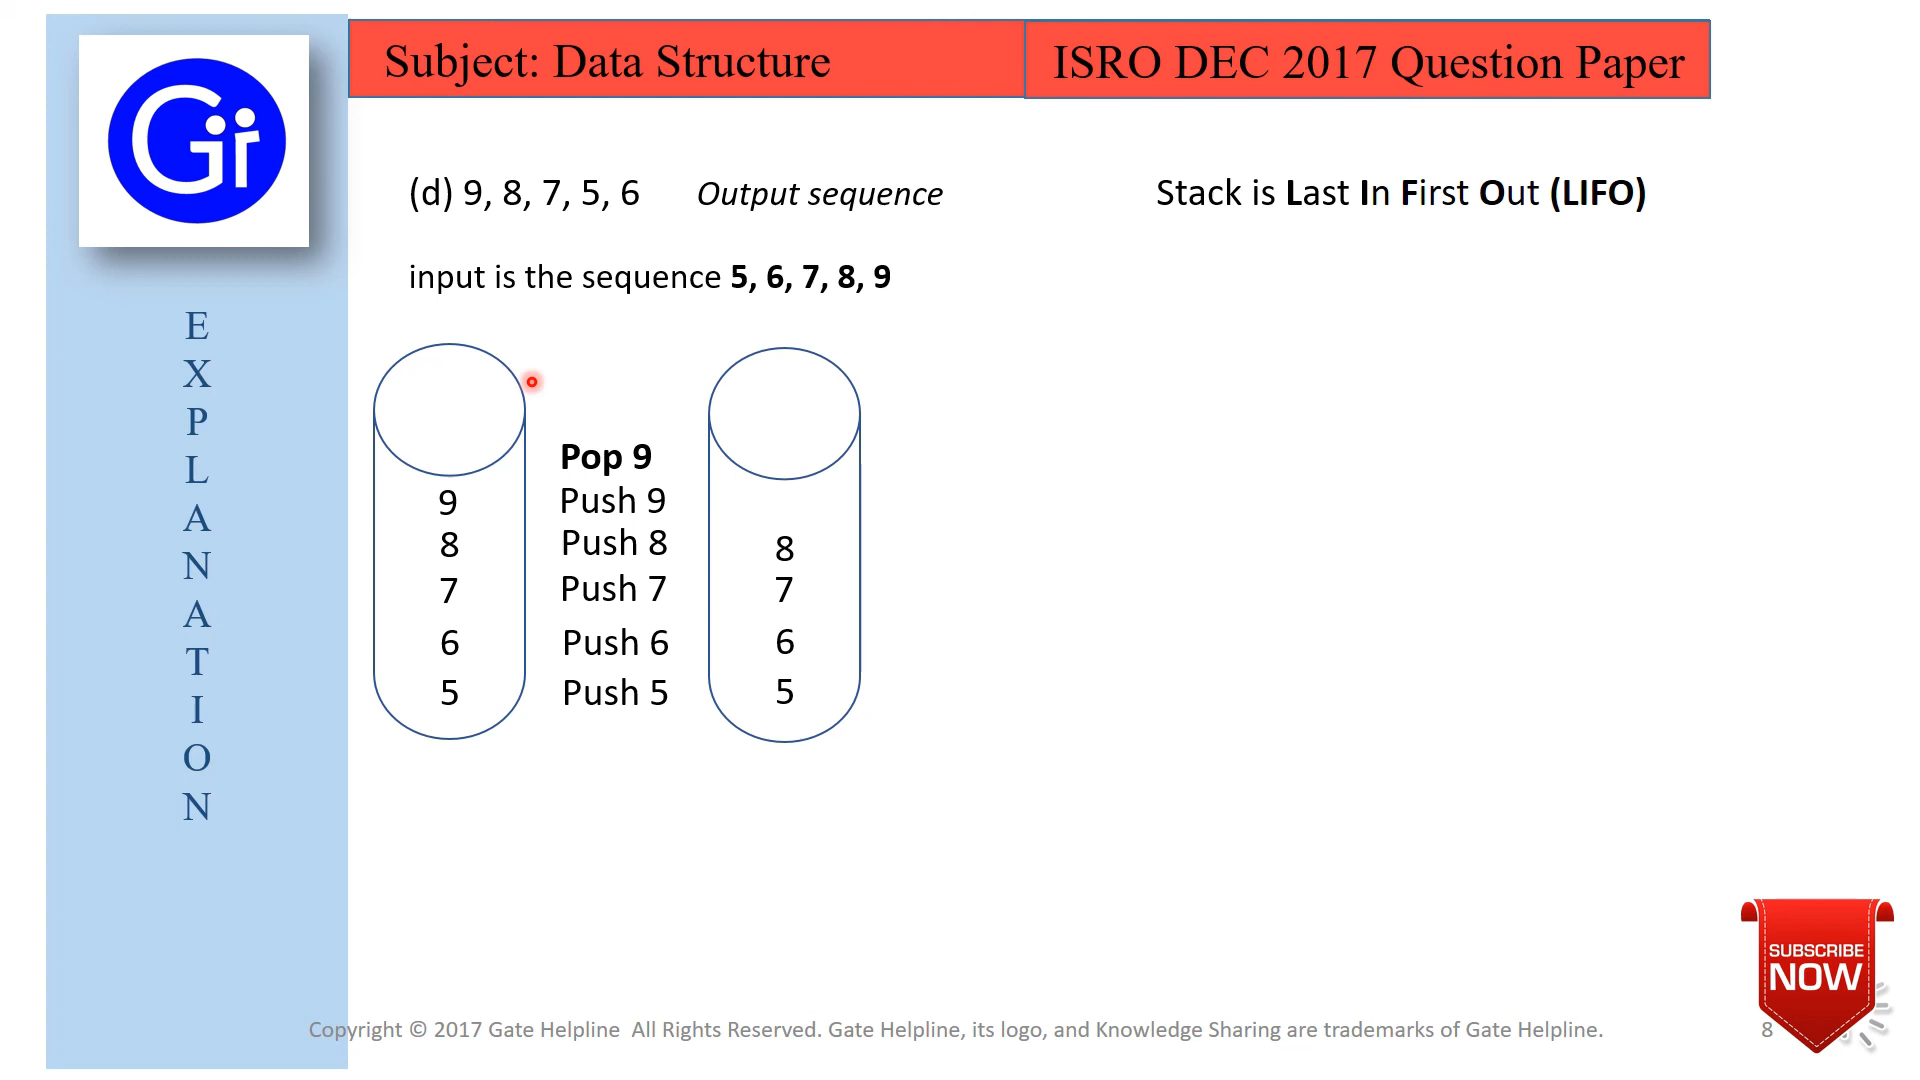 Gi
Subject: Data Structure
ISRO DEC 2017 Question Paper
(d) 9, 8, 7, 5, 6 Output sequence
Stack is Last In First Out (LIFO)
input is the sequence 5, 6, 7, 8, 9
E
X
P
L
A
N
A
T
I
O
N
9
8
7
6
5
Pop 9
Push 9
Push 8
Push 7
Push 6
Push 5
8
7
6
5
SUBSCRIBE
NOW
Copyright © 2017 Gate Helpline All Rights Reserved. Gate Helpline, its logo, and Knowledge Sharing are trademarks of Gate Helpline.
8